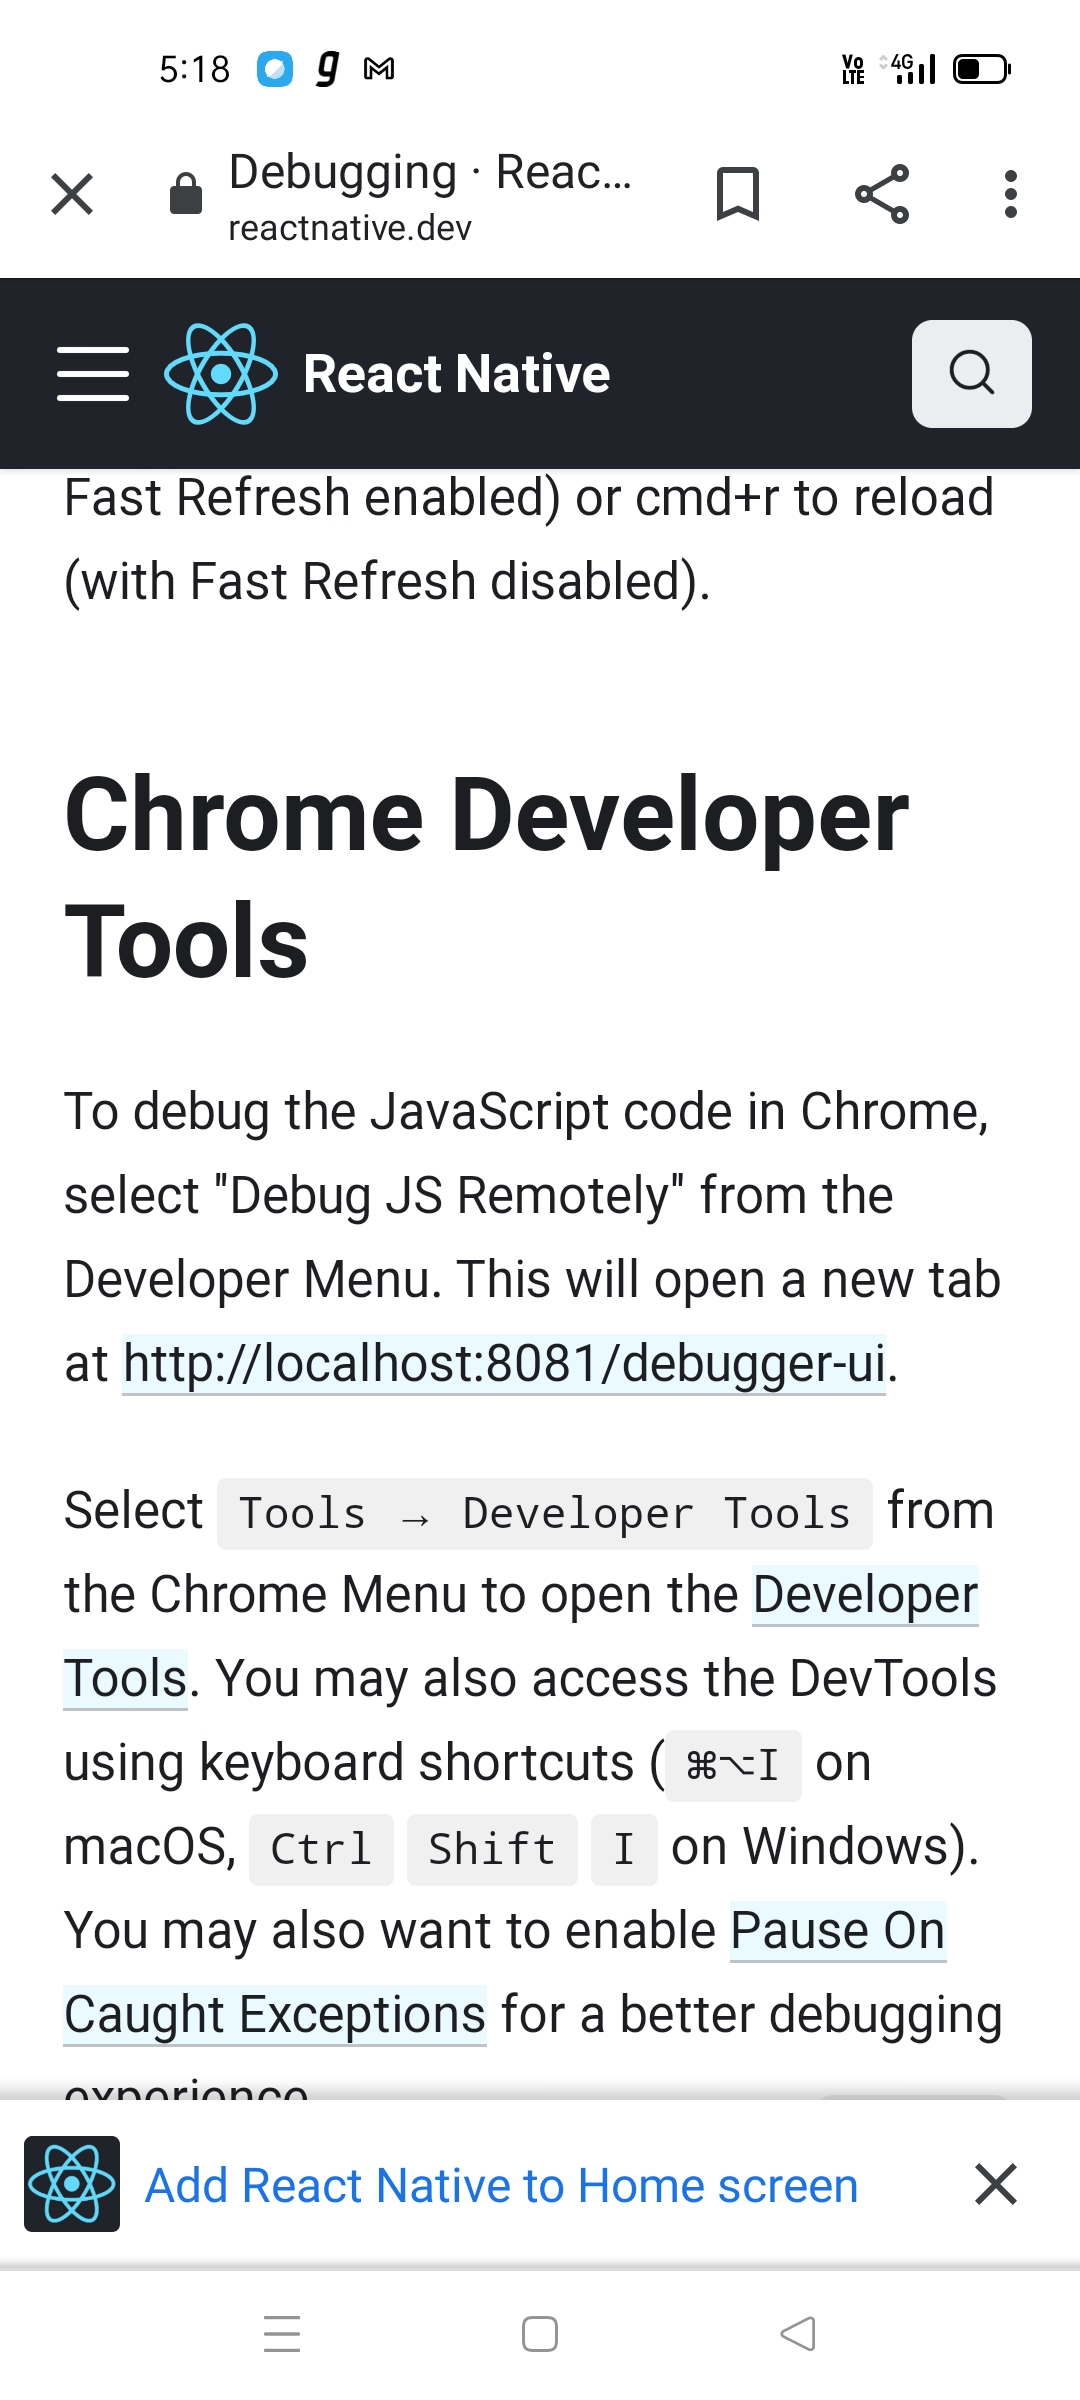 5:18 g Vo LTE 4G
Debugging · Reac...
reactnative.dev
React Native
Fast Refresh enabled) or cmd+r to reload
(with Fast Refresh disabled).
Chrome Developer
Tools
To debug the JavaScript code in Chrome,
select "Debug JS Remotely" from the
Developer Menu. This will open a new tab
at http://localhost:8081/debugger-ui.
Select Tools → Developer Tools from
the Chrome Menu to open the Developer
Tools. You may also access the DevTools
using keyboard shortcuts (⌘⌥I on
macOS, Ctrl Shift I on Windows).
You may also want to enable Pause On
Caught Exceptions for a better debugging
experience
Add React Native to Home screen